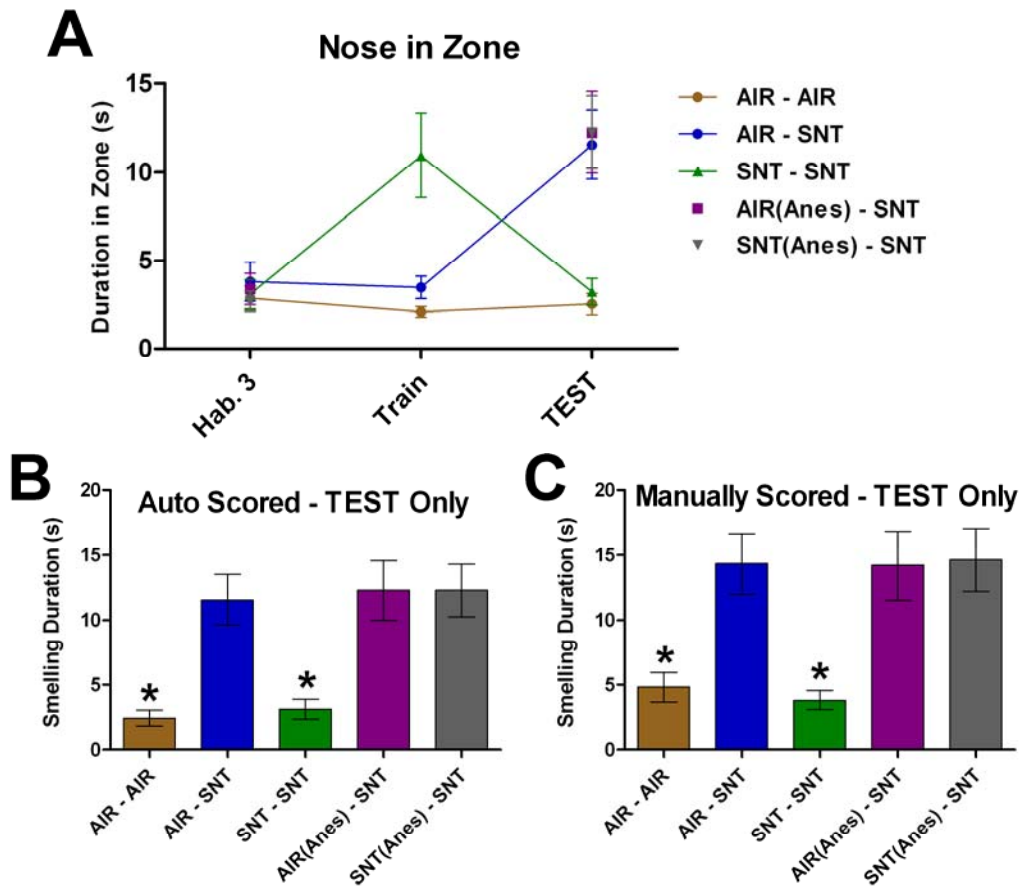 A
Nose in Zone
Duration in Zone (s)
15
10
5
0
Hab. 3
Train
TEST
AIR - AIR
AIR - SNT
SNT - SNT
AIR(Anes) - SNT
SNT(Anes) - SNT
B
Auto Scored - TEST Only
Smelling Duration (s)
20
15
10
5
0
*
*
AIR - AIR
AIR - SNT
SNT - SNT
AIR(Anes) - SNT
SNT(Anes) - SNT
C
Manually Scored - TEST Only
Smelling Duration (s)
20
15
10
5
0
*
*
AIR - AIR
AIR - SNT
SNT - SNT
AIR(Anes) - SNT
SNT(Anes) - SNT